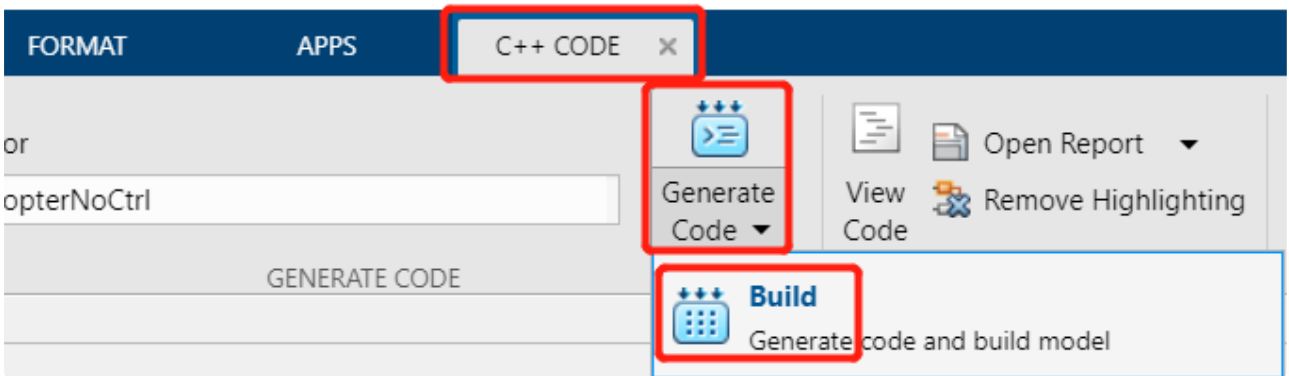 FORMAT APPS C++ CODE
or
opterNoCtrl
Generate
Code
View
Code
Open Report
Remove Highlighting
GENERATE CODE
Build
Generate code and build model